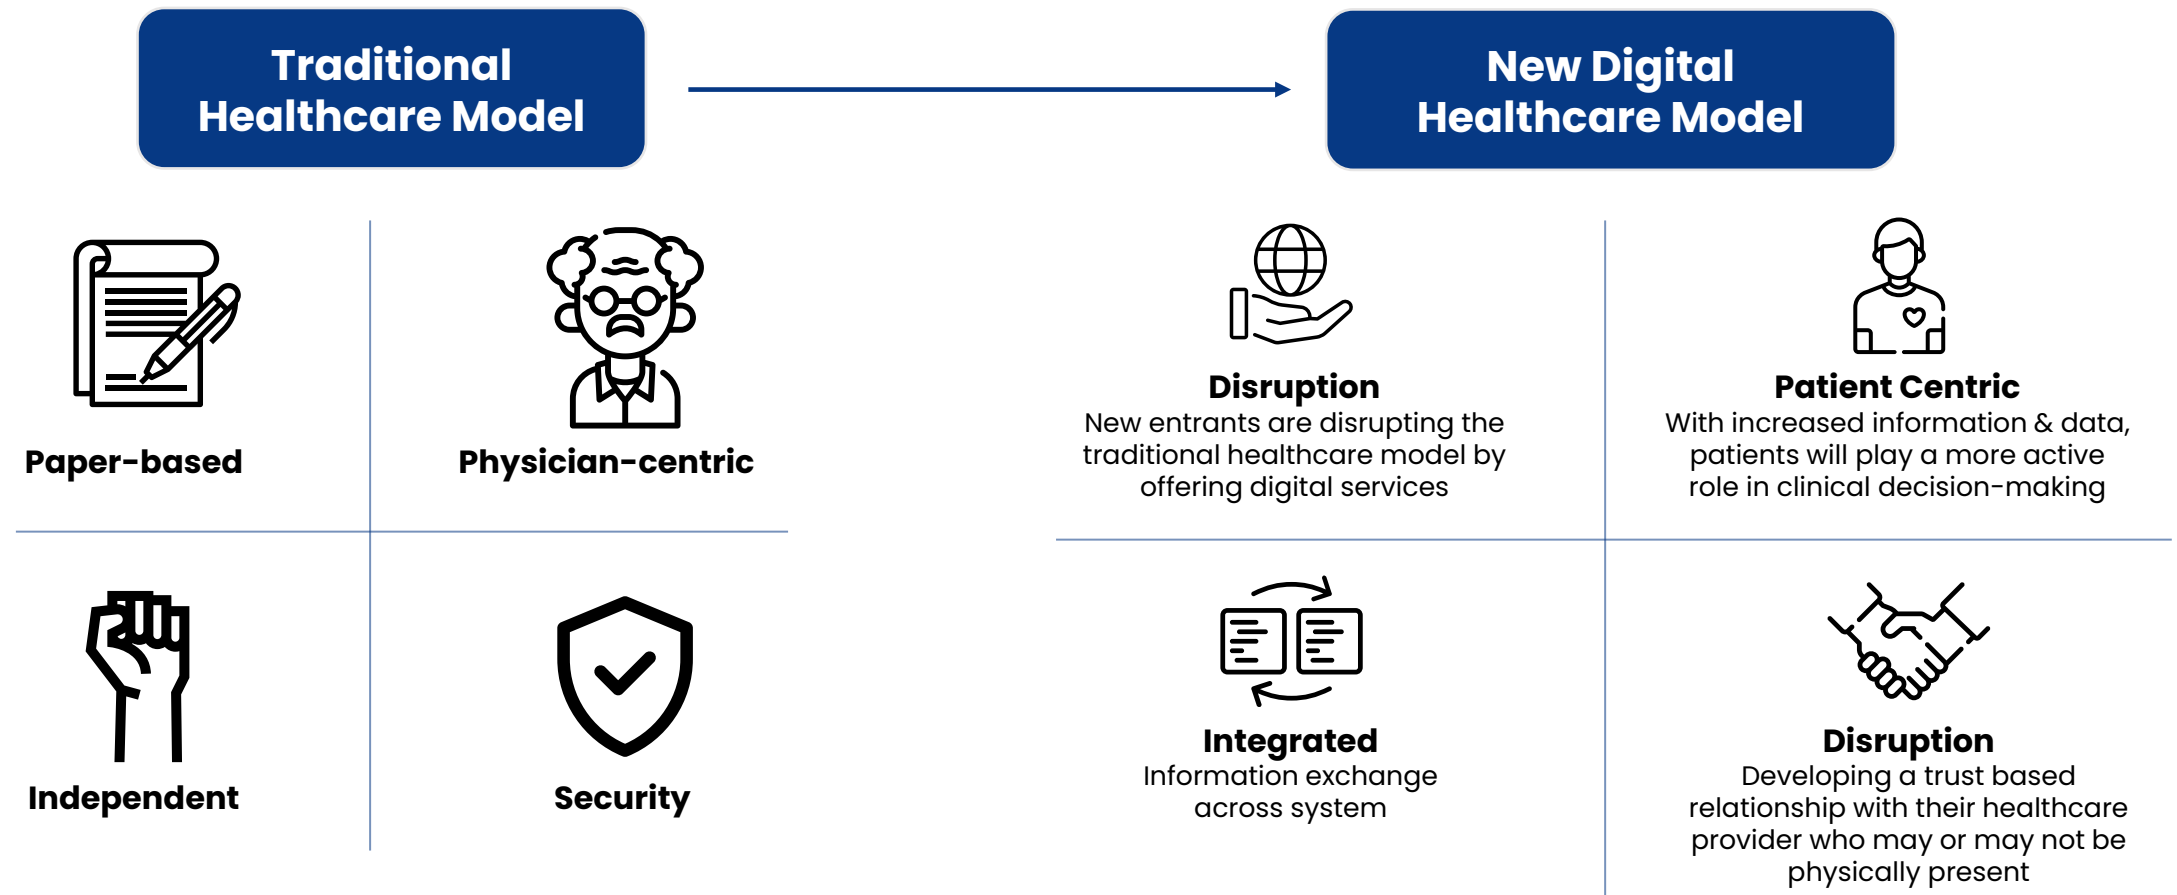 Traditional
Healthcare Model
New Digital
Healthcare Model
Paper-based
Physician-centric
Independent
Security
Disruption
New entrants are disrupting the
traditional healthcare model by
offering digital services
Patient Centric
With increased information & data,
patients will play a more active
role in clinical decision-making
Integrated
Information exchange
across system
Disruption
Developing a trust based
relationship with their healthcare
provider who may or may not be
physically present